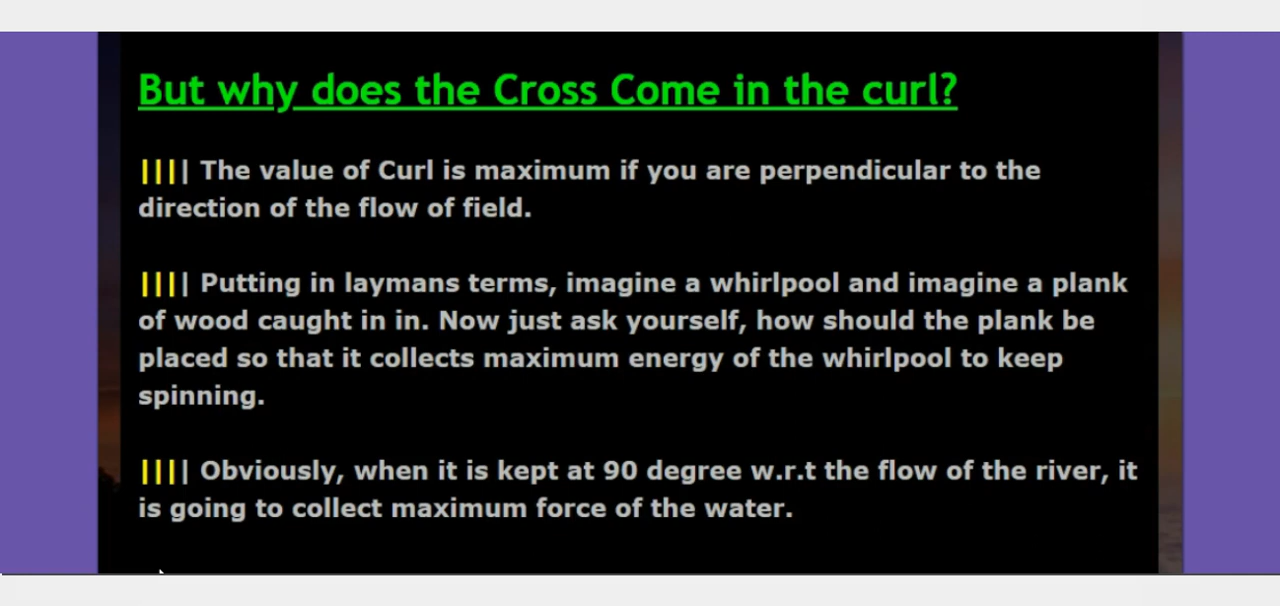 But why does the Cross Come in the curl?
|||| The value of Curl is maximum if you are perpendicular to the
direction of the flow of field.
|||| Putting in laymans terms, imagine a whirlpool and imagine a plank
of wood caught in in. Now just ask yourself, how should the plank be
placed so that it collects maximum energy of the whirlpool to keep
spinning.
|||| Obviously, when it is kept at 90 degree w.r.t the flow of the river, it
is going to collect maximum force of the water.